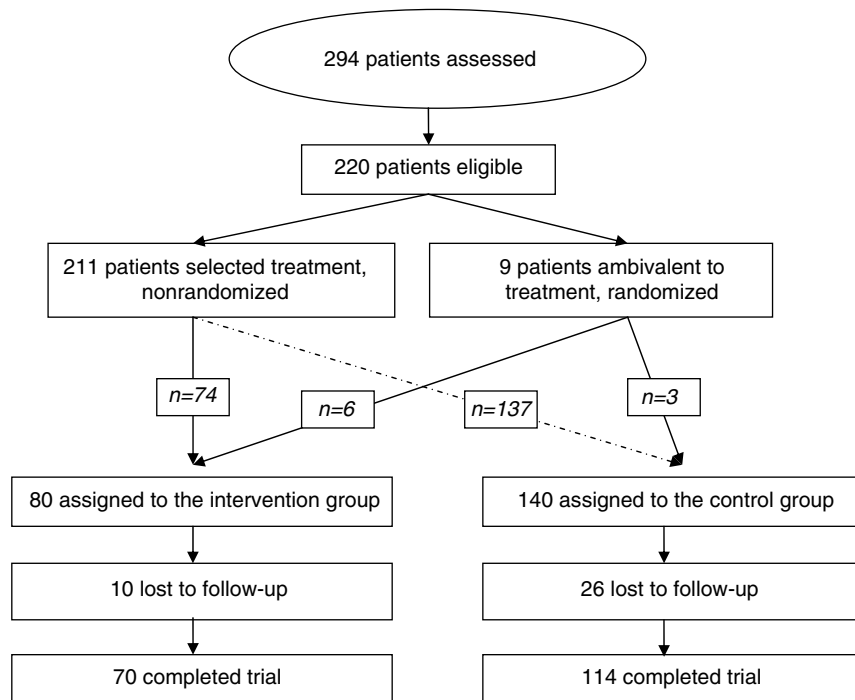 294 patients assessed
220 patients eligible
211 patients selected treatment,
nonrandomized
9 patients ambivalent to
treatment, randomized
n=74
n=6
n=137
n=3
80 assigned to the intervention group
140 assigned to the control group
10 lost to follow-up
26 lost to follow-up
70 completed trial
114 completed trial